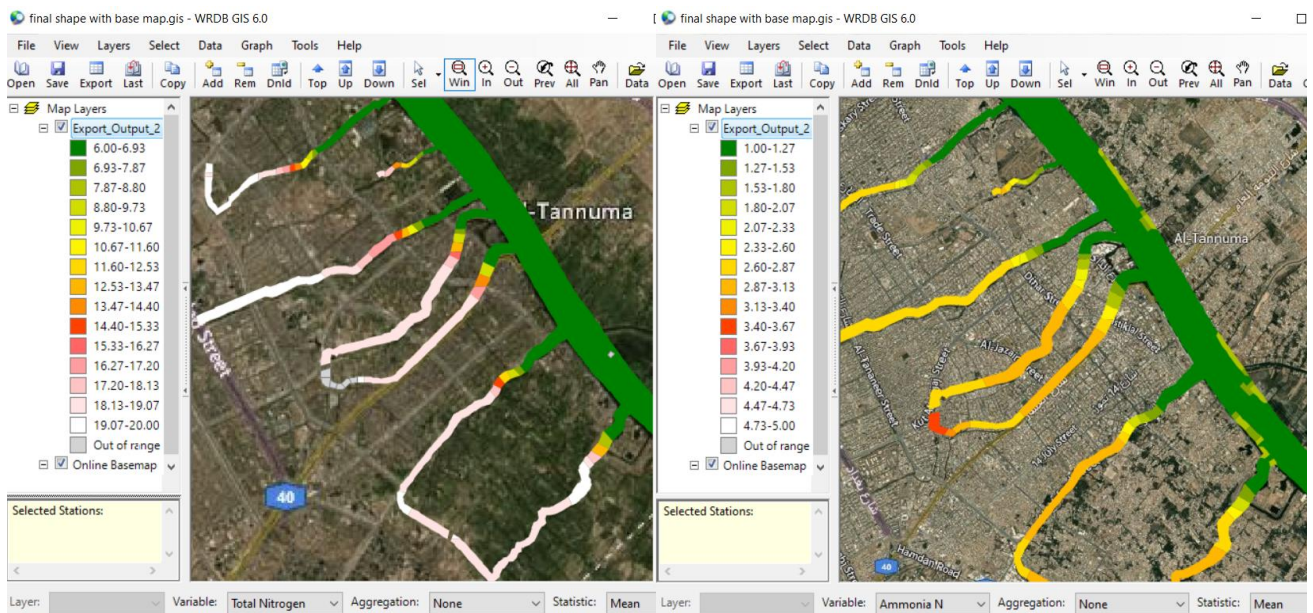 final shape with base map.gis - WRDB GIS 6.0
File View Layers Select Data Graph Tools Help
Open Save Export Last Copy Add Rem Dnld Top Up Down Sel Win In Out Prev All Pan Data
Map Layers
Export_Output_2
6.00-6.93
6.93-7.87
7.87-8.80
8.80-9.73
9.73-10.67
10.67-11.60
11.60-12.53
12.53-13.47
13.47-14.40
14.40-15.33
15.33-16.27
16.27-17.20
17.20-18.13
18.13-19.07
19.07-20.00
Out of range
Online Basemap
Selected Stations:
-Tannuma
Street
40
Layer: Variable: Total Nitrogen Aggregation: None Statistic: Mean
final shape with base map.gis - WRDB GIS 6.0
File View Layers Select Data Graph Tools Help
Open Save Export Last Copy Add Rem Dnld Top Up Down Sel Win In Out Prev All Pan Data
Map Layers
Export_Output_2
1.00-1.27
1.27-1.53
1.53-1.80
1.80-2.07
2.07-2.33
2.33-2.60
2.60-2.87
2.87-3.13
3.13-3.40
3.40-3.67
3.67-3.93
3.93-4.20
4.20-4.47
4.47-4.73
4.73-5.00
Out of range
Online Basemap
Selected Stations:
Trade Street
Al-Tannuma
Street
Al-Tananeer Street
14 July Street
Hamdan Road
40
Layer: Variable: Ammonia N Aggregation: None Statistic: Mean